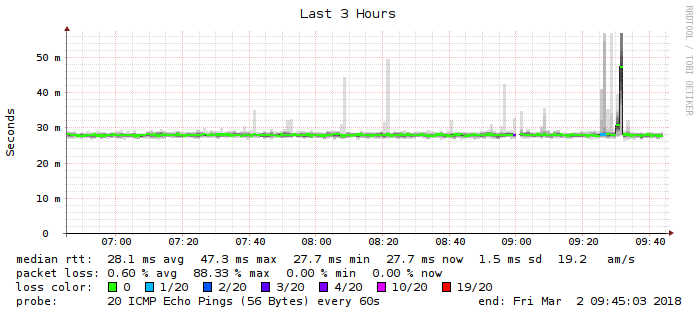 Last 3 Hours
RRDTOOL / TOBI OETIKER
Seconds
50 m
40 m
30 m
20 m
10 m
0
07:00 07:20 07:40 08:00 08:20 08:40 09:00 09:20 09:40
median rtt: 28.1 ms avg 47.3 ms max 27.7 ms min 27.7 ms now 1.5 ms sd 19.2 am/s
packet loss: 0.60 % avg 88.33 % max 0.00 % min 0.00 % now
loss color: 0 1/20 2/20 3/20 4/20 10/20 19/20
probe: 20 ICMP Echo Pings (56 Bytes) every 60s end: Fri Mar 2 09:45:03 2018